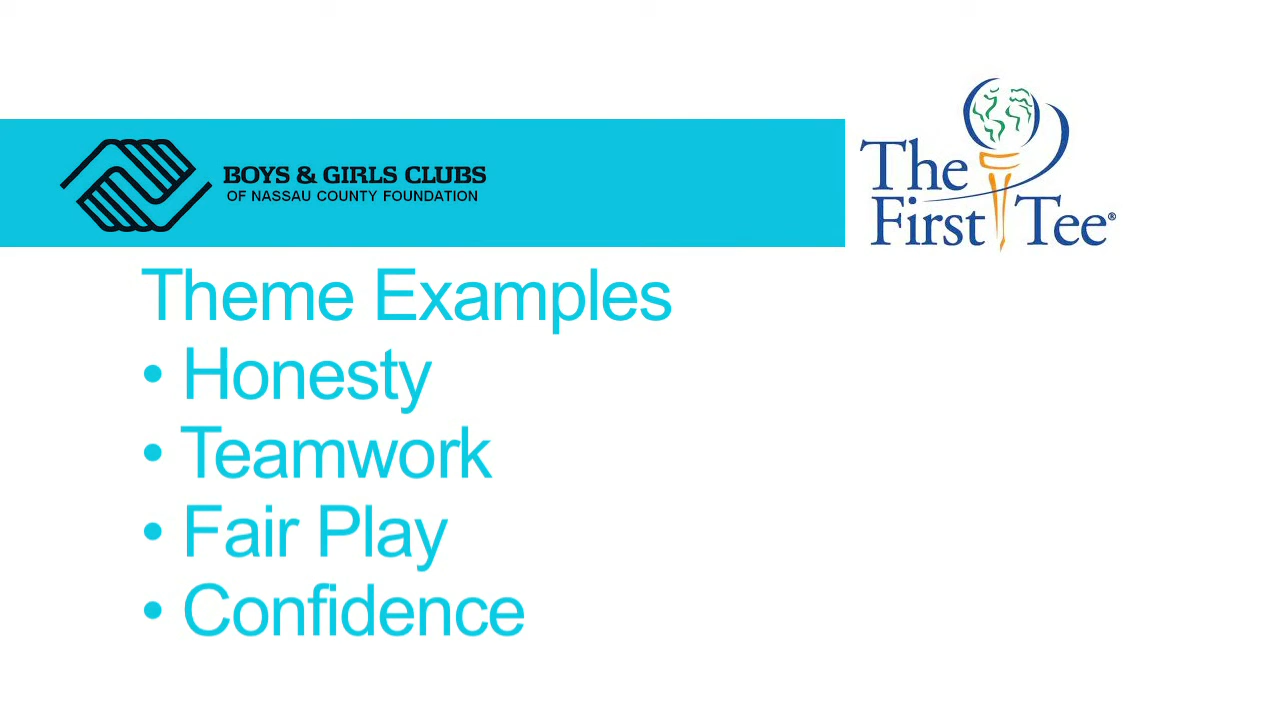 BOYS & GIRLS CLUBS
OF NASSAU COUNTY FOUNDATION
The
First Tee®
Theme Examples
• Honesty
• Teamwork
• Fair Play
• Confidence